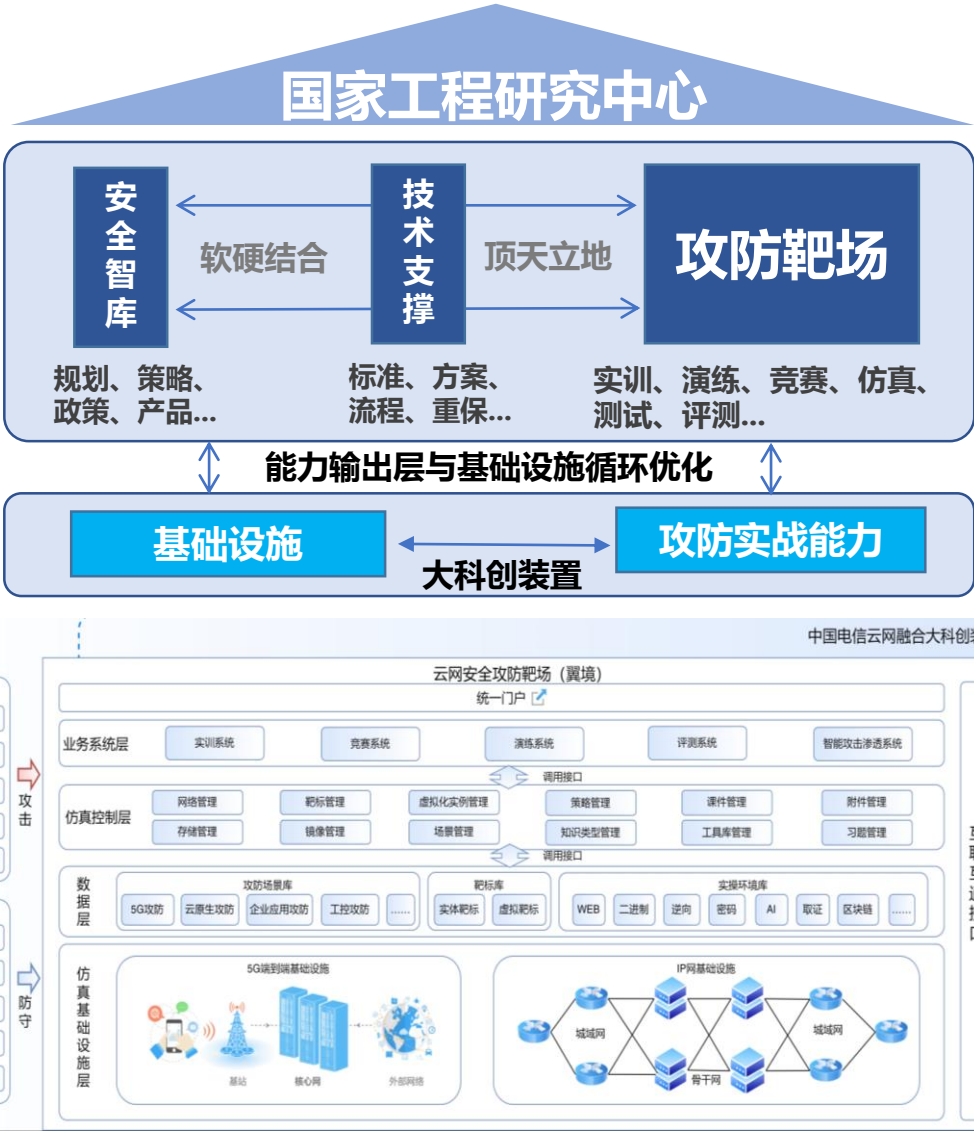 国家工程研究中心
安全智库
技术支撑
攻防靶场
软硬结合
顶天立地
规划、策略、
政策、产品...
标准、方案、
流程、重保...
实训、演练、竞赛、仿真、
测试、评测...
能力输出层与基础设施循环优化
基础设施
攻防实战能力
大科创装置
中国电信云网融合大科创
云网安全攻防靶场（翼境）
统一门户
业务系统层
实训系统
竞赛系统
演练系统
评测系统
智能攻击渗透系统
调用接口
攻击
仿真控制层
网络管理
靶标管理
虚拟化实例管理
策略管理
课件管理
附件管理
存储管理
镜像管理
场景管理
知识类型管理
工具库管理
习题管理
调用接口
数据层
攻防场景库
5G攻防
云原生攻防
企业应用攻防
工控攻防
……
靶标库
实体靶标
虚拟靶标
实操环境库
WEB
二进制
逆向
密码
AI
取证
区块链
……
防守
仿真基础设施层
5G端到端基础设施
基站
核心网
外部网络
IP网基础设施
城域网
骨干网
城域网